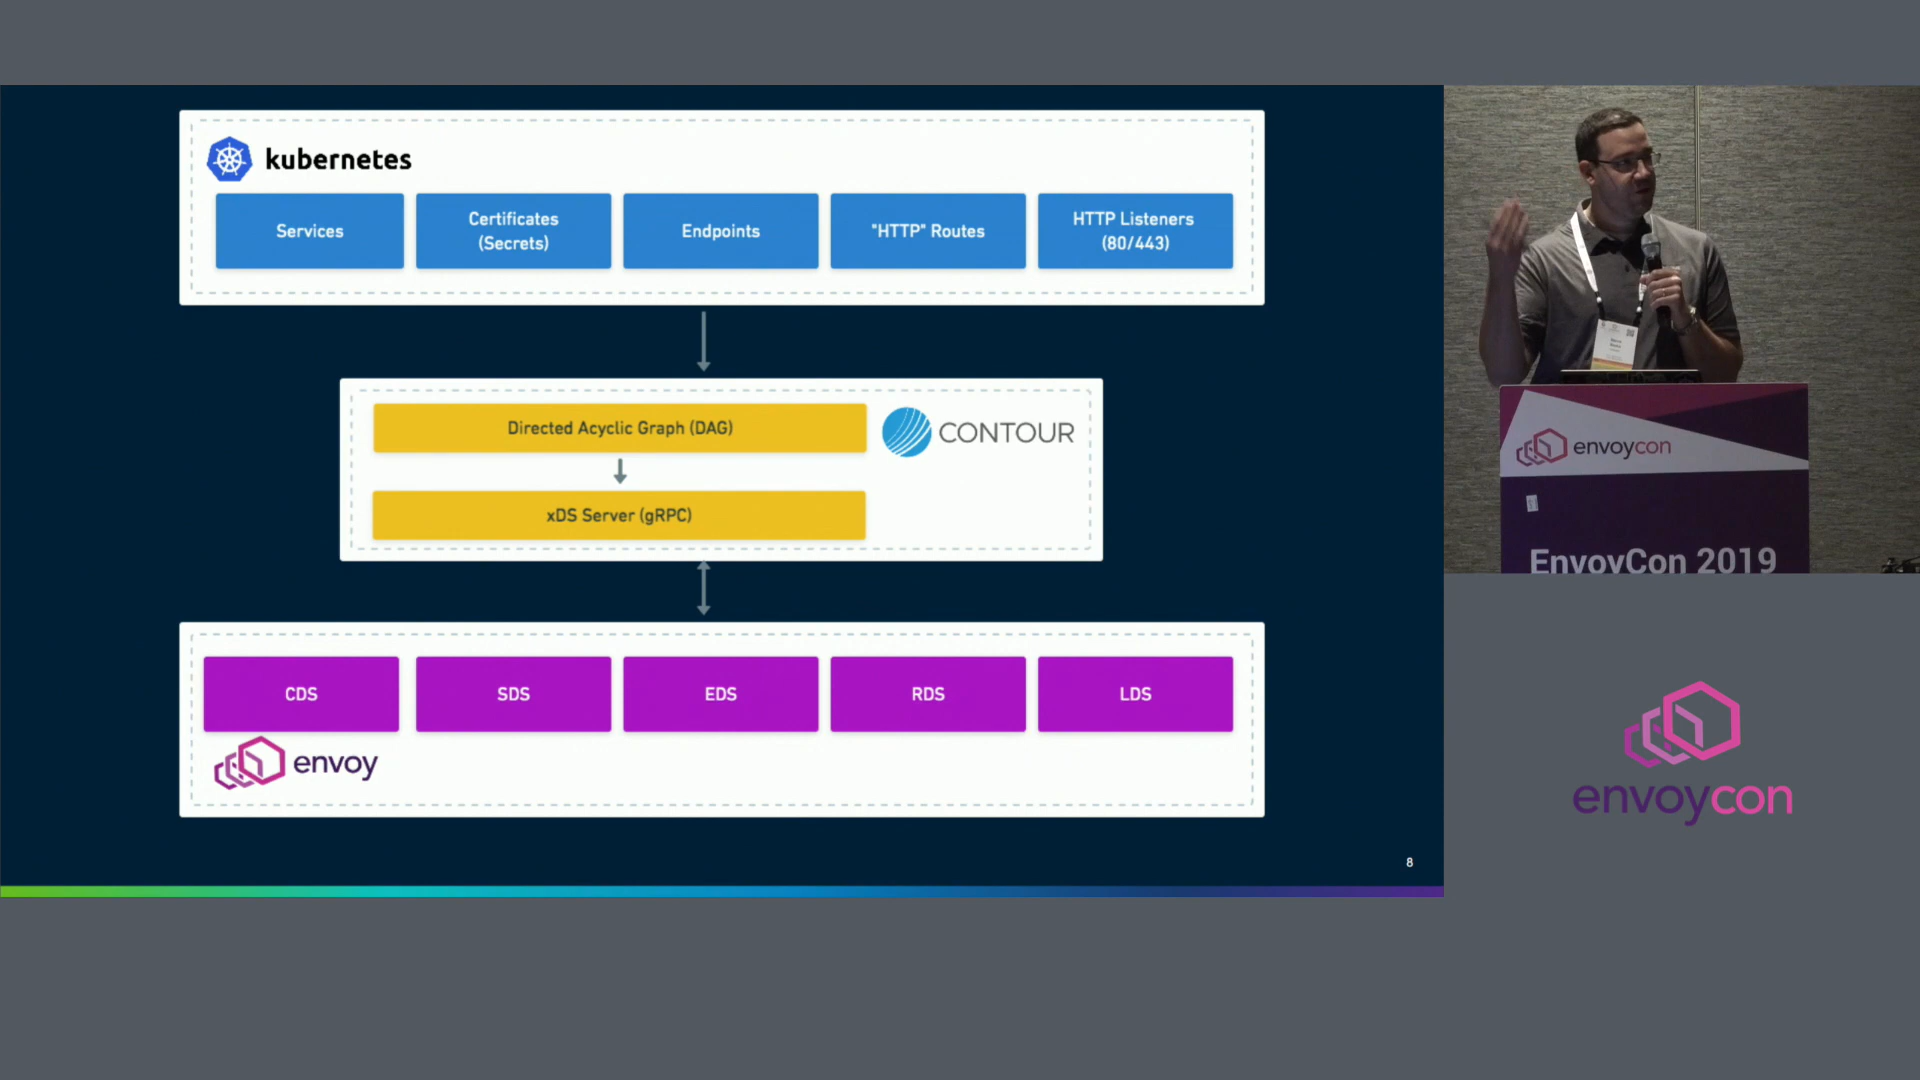 kubernetes
Services
Certificates
(Secrets)
Endpoints
"HTTP" Routes
HTTP Listeners
(80/443)
Directed Acyclic Graph (DAG)
CONTOUR
xDS Server (gRPC)
CDS
SDS
EDS
RDS
LDS
envoy
8
envoycon
EnvoyCon 2019
envoycon